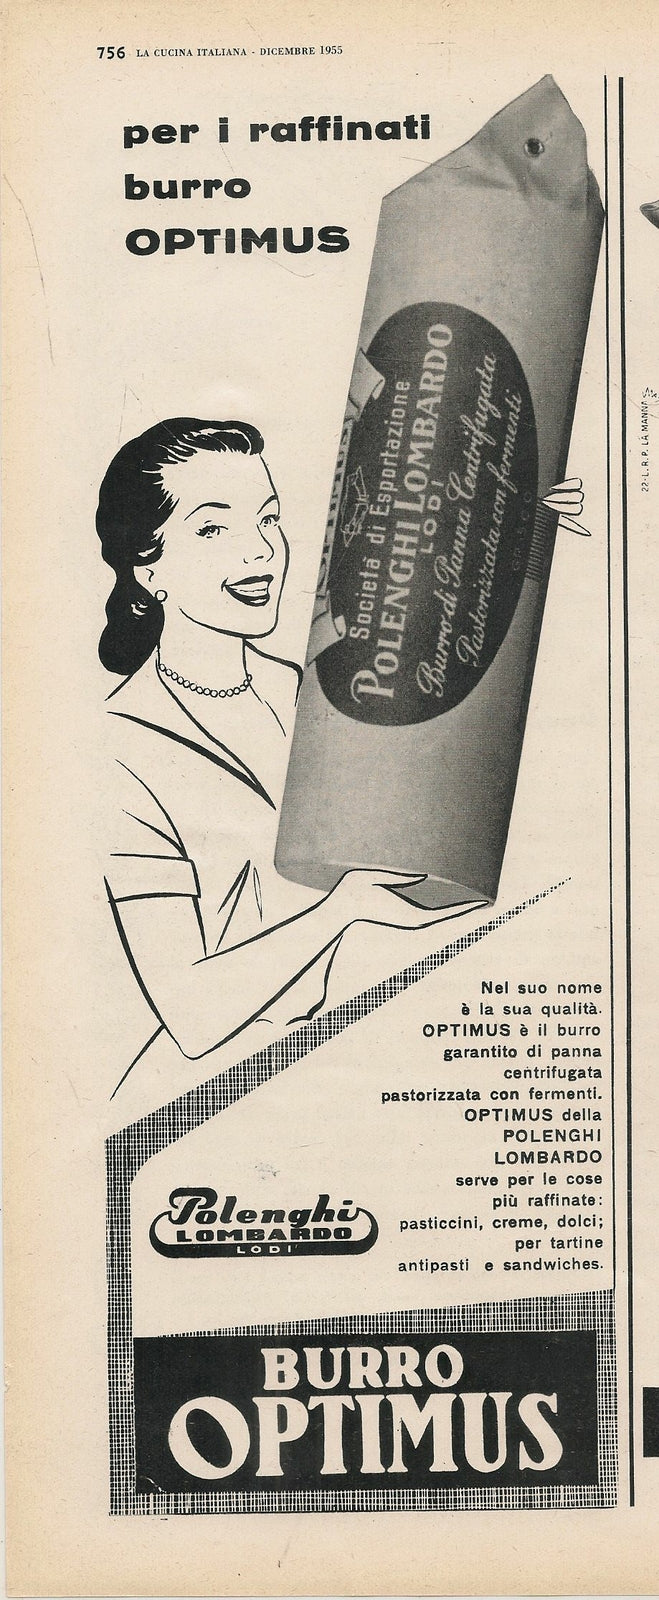 756 LA CUCINA ITALIANA - DICEMBRE 1955
per i raffinati
burro
OPTIMUS
Società di Esportazione
POLENGHI LOMBARDO
LODI
Burro di Panna Centrifugata
Pastorizzata con fermenti
22-L.R.P. LA MANNA
Nel suo nome
è la sua qualità.
OPTIMUS è il burro
garantito di panna
centrifugata
pastorizzata con fermenti.
OPTIMUS della
POLENGHI
LOMBARDO
serve per le cose
più raffinate:
pasticcini, creme, dolci;
per tartine
antipasti e sandwiches.
Polenghi
LOMBARDO
LODI
BURRO
OPTIMUS